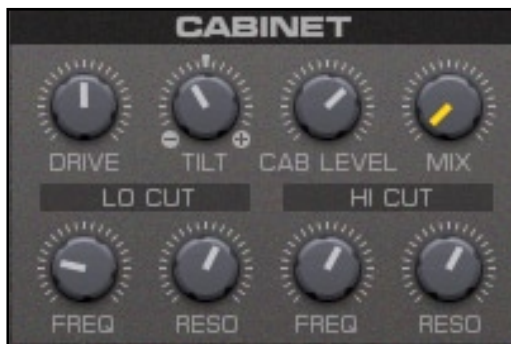 CABINET
DRIVE TILT CAB LEVEL MIX
LO CUT HI CUT
FREQ RESO FREQ RESO